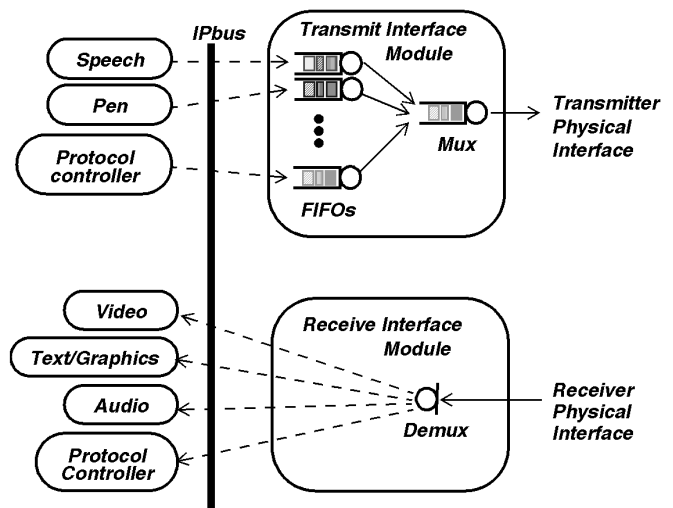 IPbus
Speech
Pen
Protocol
controller
Transmit Interface
Module
FIFOs
Mux
Transmitter
Physical
Interface
Video
Text/Graphics
Audio
Protocol
Controller
Receive Interface
Module
Demux
Receiver
Physical
Interface